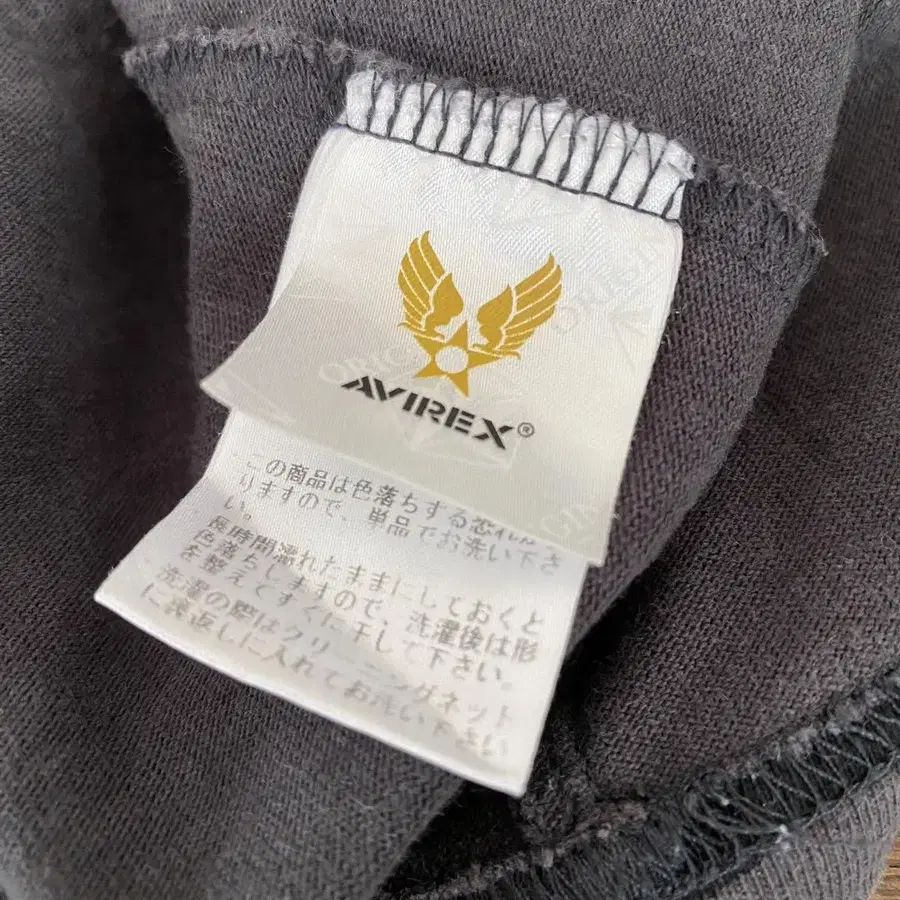 AVIREX®
ORIGIN
ORIGIN
ORIGIN
この商品は色落ちする恐れが
りますので、単品でお洗い下さ
い。
長時間濡れたままにしておくと
色落ちしますので、洗濯後は形
を整えてすぐに干して下さい。
洗濯の際はクリーニングネット
に裏返しに入れてお洗い下さい